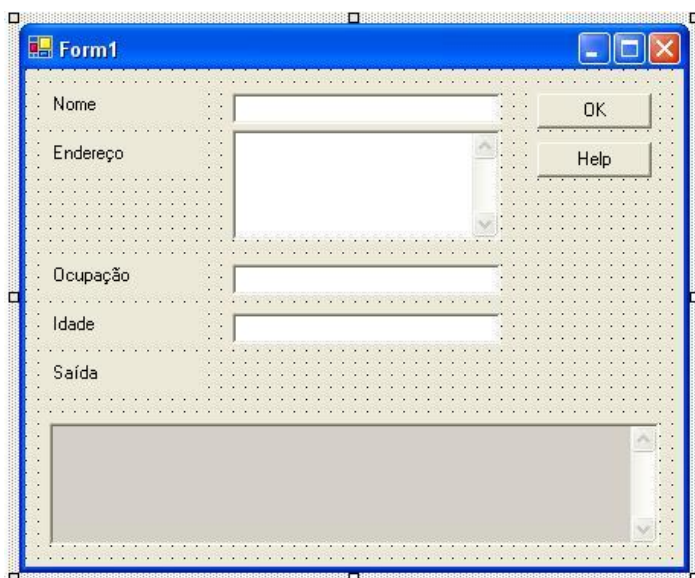 Form1
Nome
OK
Endereço
Help
Ocupação
Idade
Saída